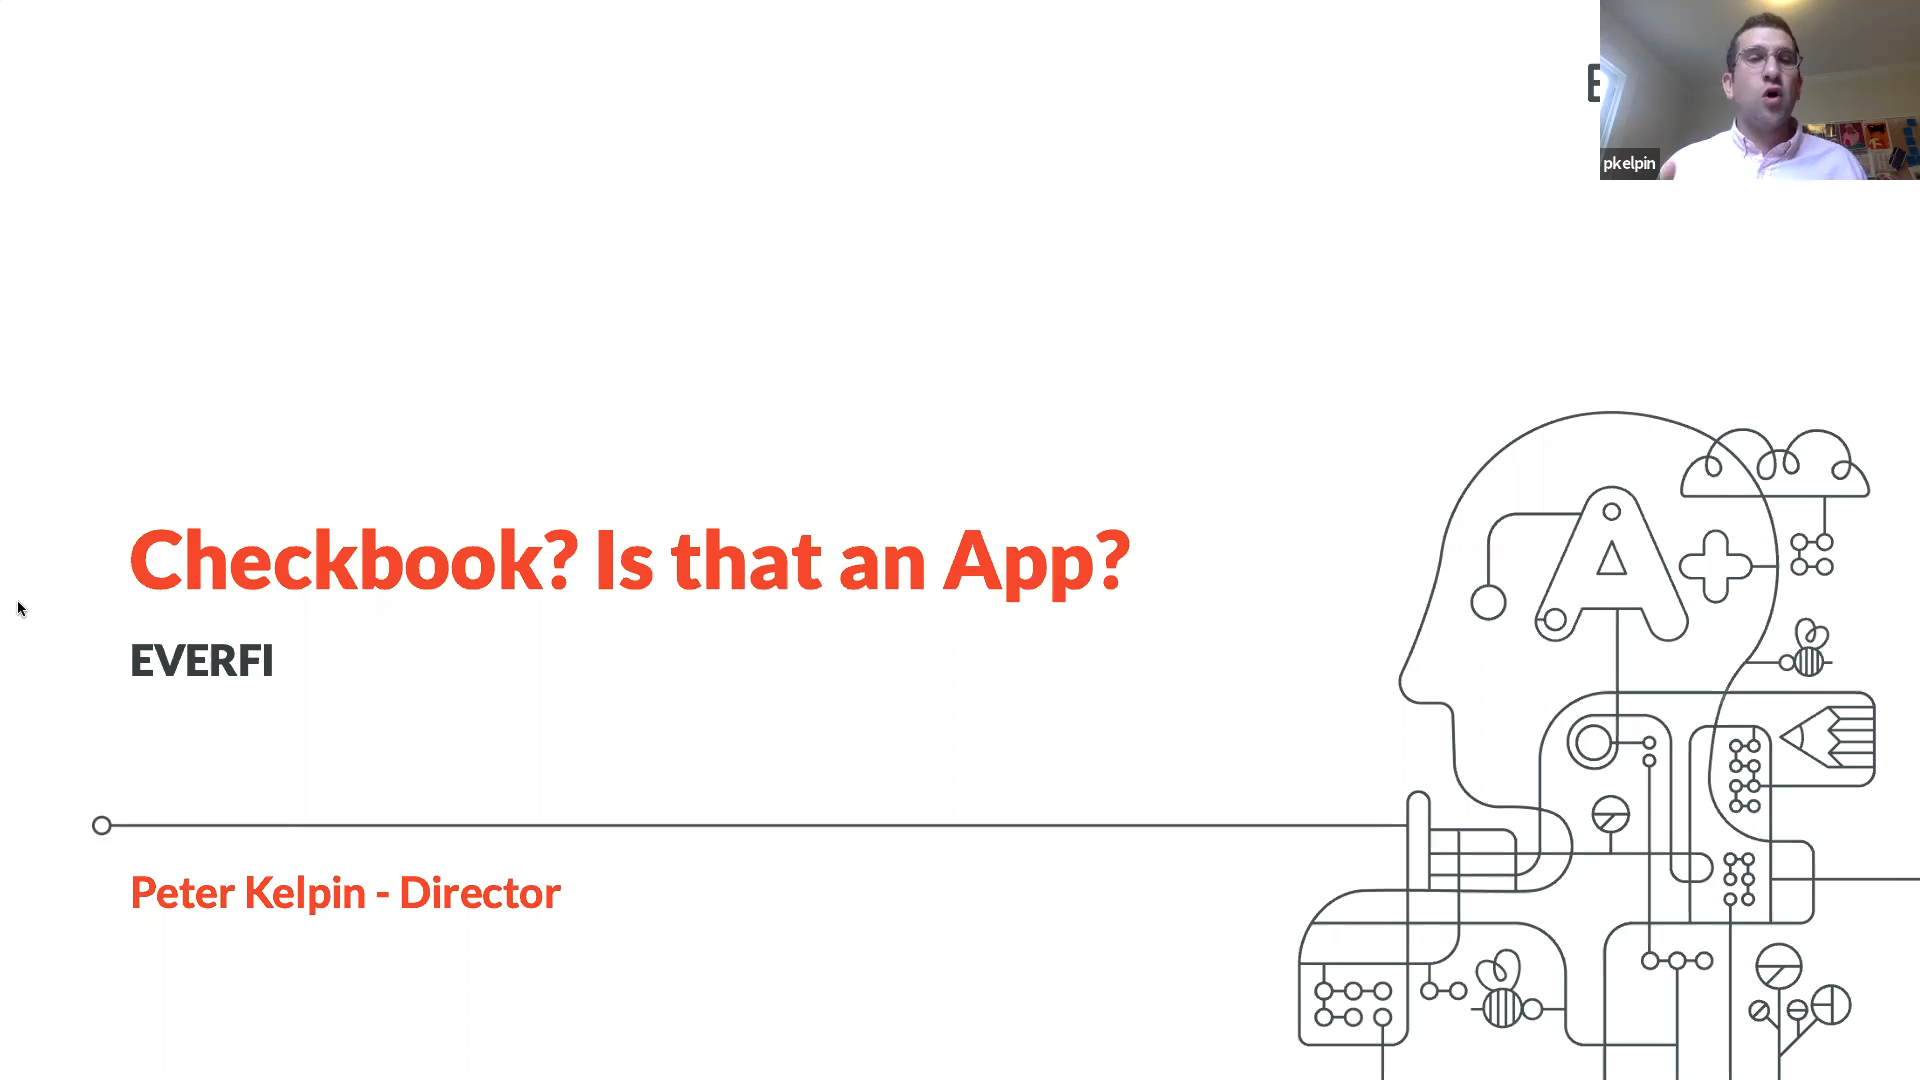 E
pkelpin
Checkbook? Is that an App?
EVERFI
A
Peter Kelpin - Director